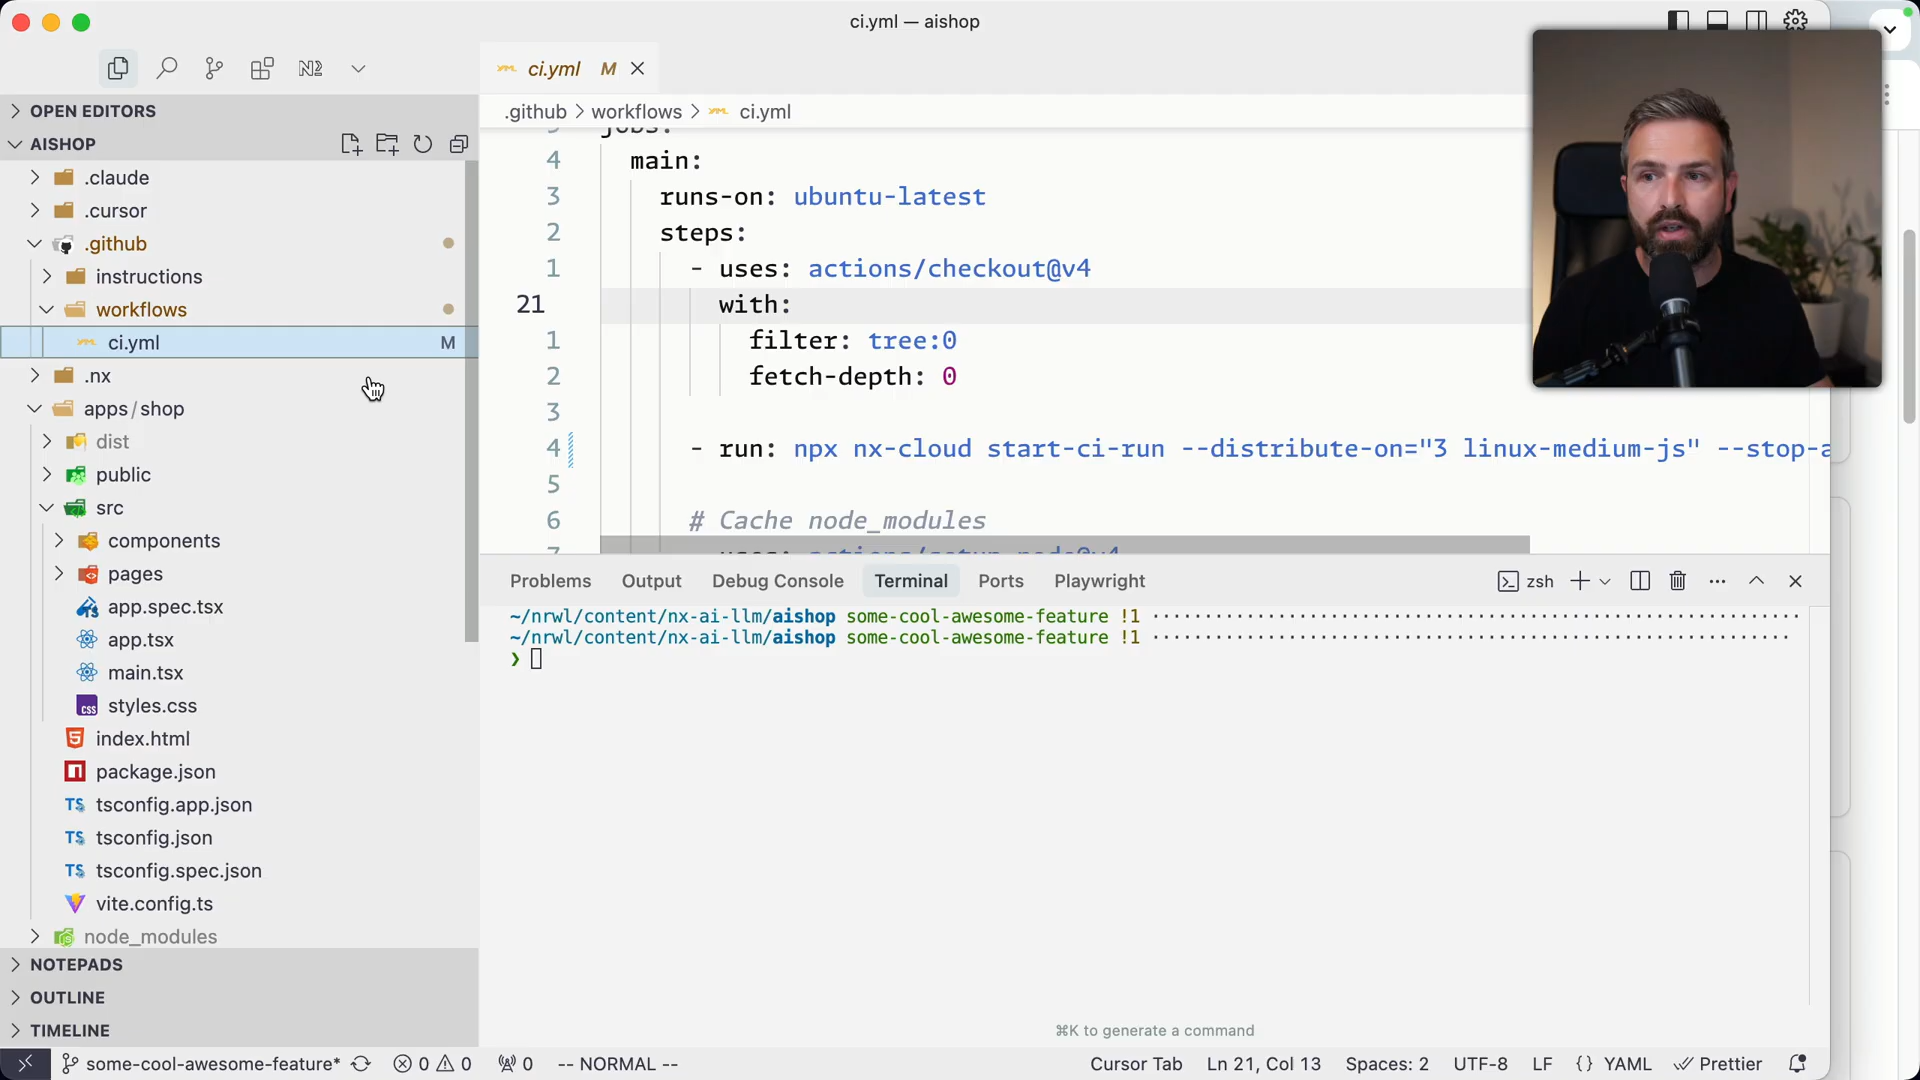 ci.yml — aishop
ci.yml M
OPEN EDITORS
.github > workflows > ci.yml
AISHOP
.claude
.cursor
.github
instructions
workflows
ci.yml M
.nx
apps / shop
dist
public
src
components
pages
app.spec.tsx
app.tsx
main.tsx
styles.css
index.html
package.json
tsconfig.app.json
tsconfig.json
tsconfig.spec.json
vite.config.ts
node_modules
NOTEPADS
OUTLINE
TIMELINE
5 jobs:
4 main:
3 runs-on: ubuntu-latest
2 steps:
1 - uses: actions/checkout@v4
21 with:
1 filter: tree:0
2 fetch-depth: 0
3
4 - run: npx nx-cloud start-ci-run --distribute-on="3 linux-medium-js" --stop-a
5
6 # Cache node_modules
7 - uses: actions/setup-node@v4
Problems Output Debug Console Terminal Ports Playwright zsh
~/nrwl/content/nx-ai-llm/aishop some-cool-awesome-feature !1
~/nrwl/content/nx-ai-llm/aishop some-cool-awesome-feature !1
❯
⌘K to generate a command
some-cool-awesome-feature* 0 0 0 -- NORMAL -- Cursor Tab Ln 21, Col 13 Spaces: 2 UTF-8 LF {} YAML Prettier